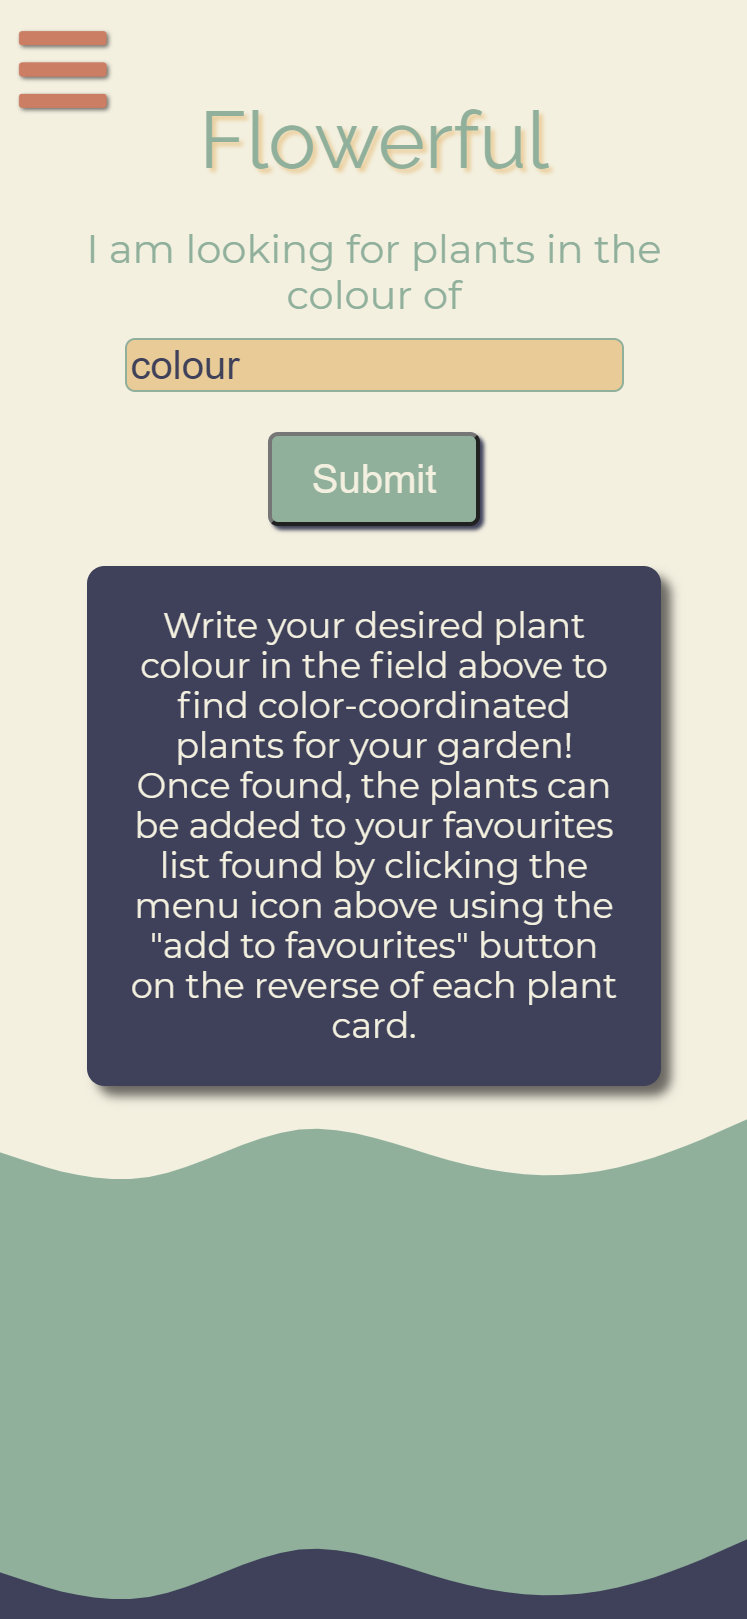 Flowerful
I am looking for plants in the
colour of
colour
Submit
Write your desired plant
colour in the field above to
find color-coordinated
plants for your garden!
Once found, the plants can
be added to your favourites
list found by clicking the
menu icon above using the
"add to favourites" button
on the reverse of each plant
card.